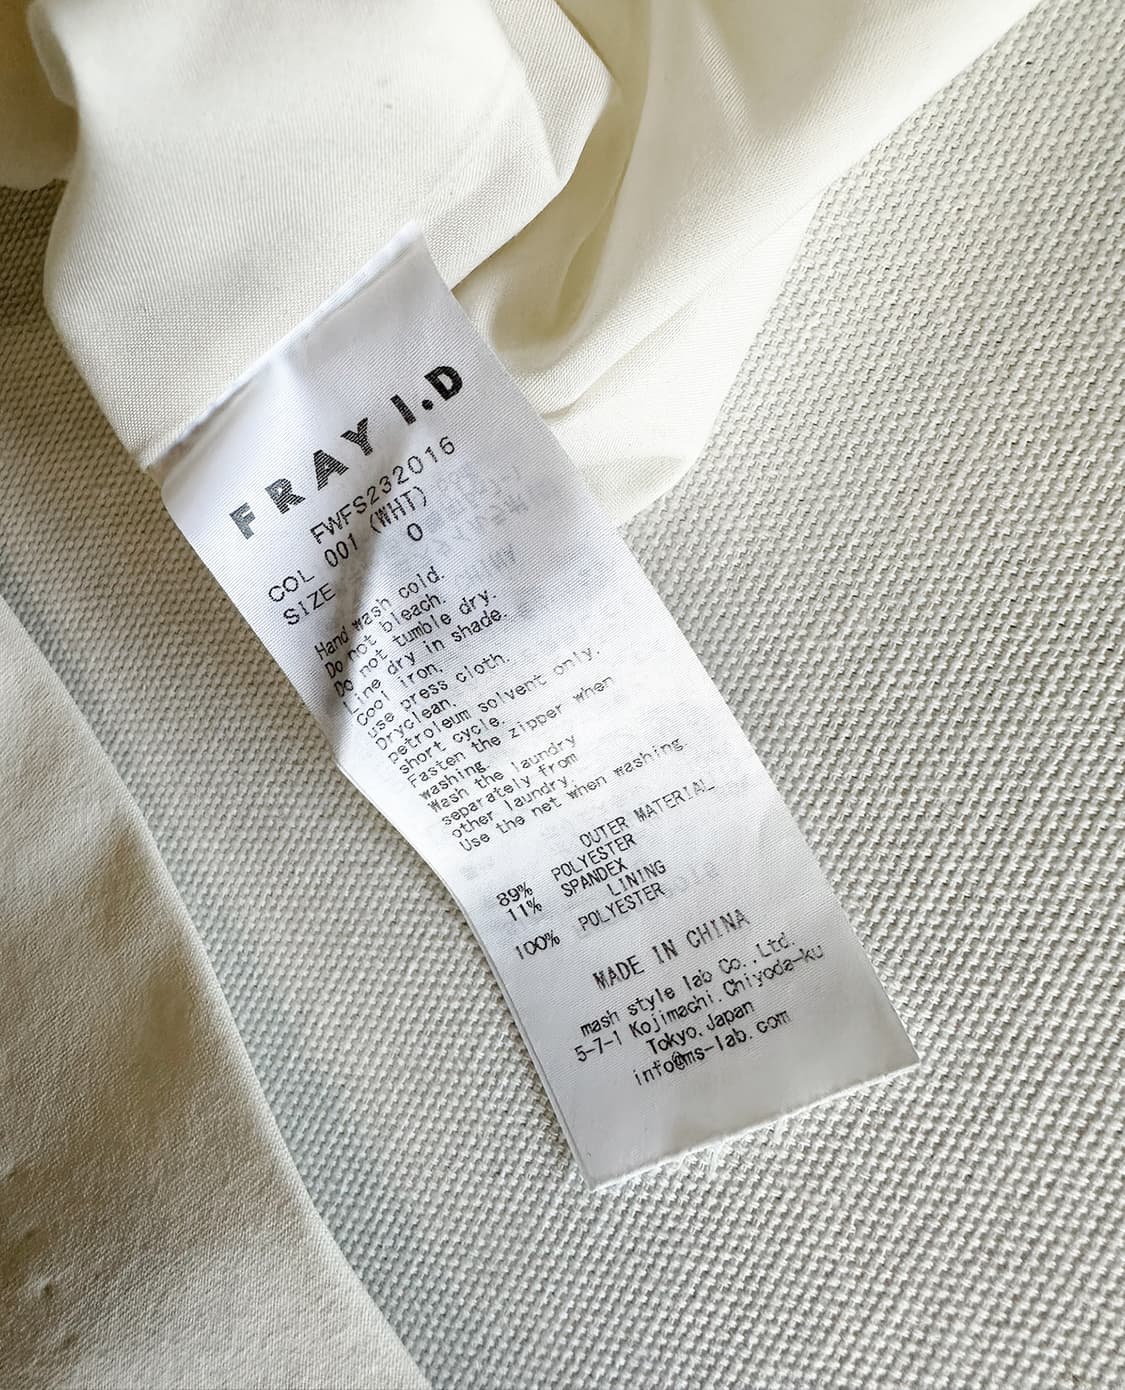 FRAY I.D
FWFS232016
COL 001 (WHT)
SIZE 0
Hand wash cold.
Do not bleach.
Do not tumble dry.
Line dry in shade.
Cool iron.
use press cloth.
Dryclean.
petroleum solvent only.
short cycle.
Fasten the zipper when
washing.
Wash the laundry
separately from
other laundry.
Use the net when washing.
OUTER MATERIAL
89% POLYESTER
11% SPANDEX
LINING
100% POLYESTER
MADE IN CHINA
mash style lab Co.,Ltd.
5-7-1 Kojimachi.Chiyoda-ku
Tokyo.Japan
info@ms-lab.com